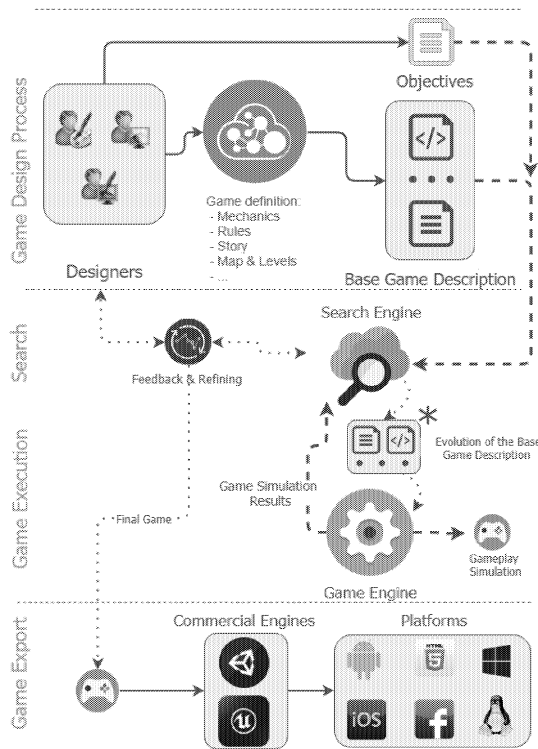 Game Design Process
Objectives
</>
</>
Game definition:
- Mechanics
- Rules
- Story
- Map & Levels
- ...
Designers
Base Game Description
Search
Search Engine
Feedback & Refining
*
</>
Evolution of the Base
Game Description
Game Execution
Game Simulation
Results
Final Game
Gameplay
Simulation
Game Engine
Game Export
Commercial Engines
Platforms
HTML
5
iOS
f